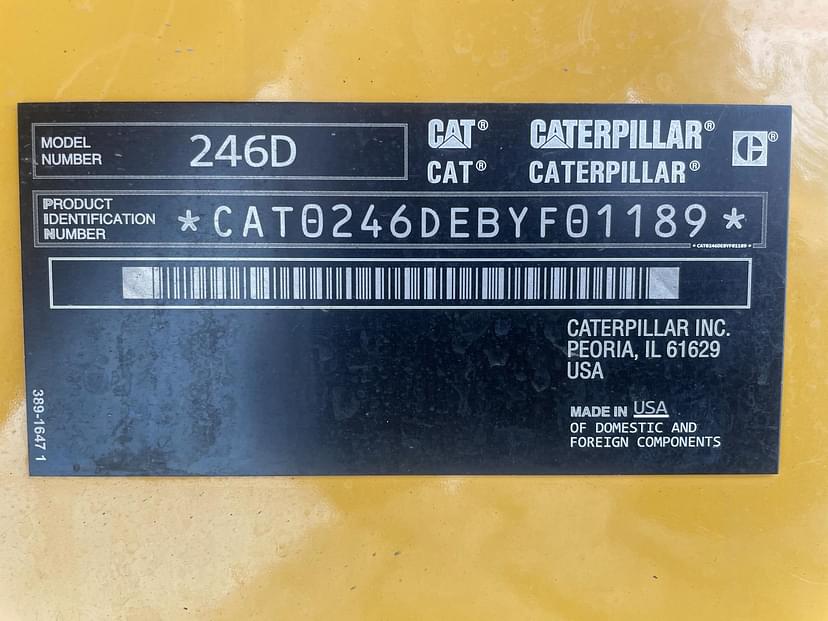 MODEL
NUMBER
246D
CAT® CATERPILLAR®
CAT® CATERPILLAR®
PRODUCT
IDENTIFICATION
NUMBER
*CAT0246DEBYF01189*
*CAT0246DEBYF01189*
CATERPILLAR INC.
PEORIA, IL 61629
USA
MADE IN USA
OF DOMESTIC AND
FOREIGN COMPONENTS
389-1647 1